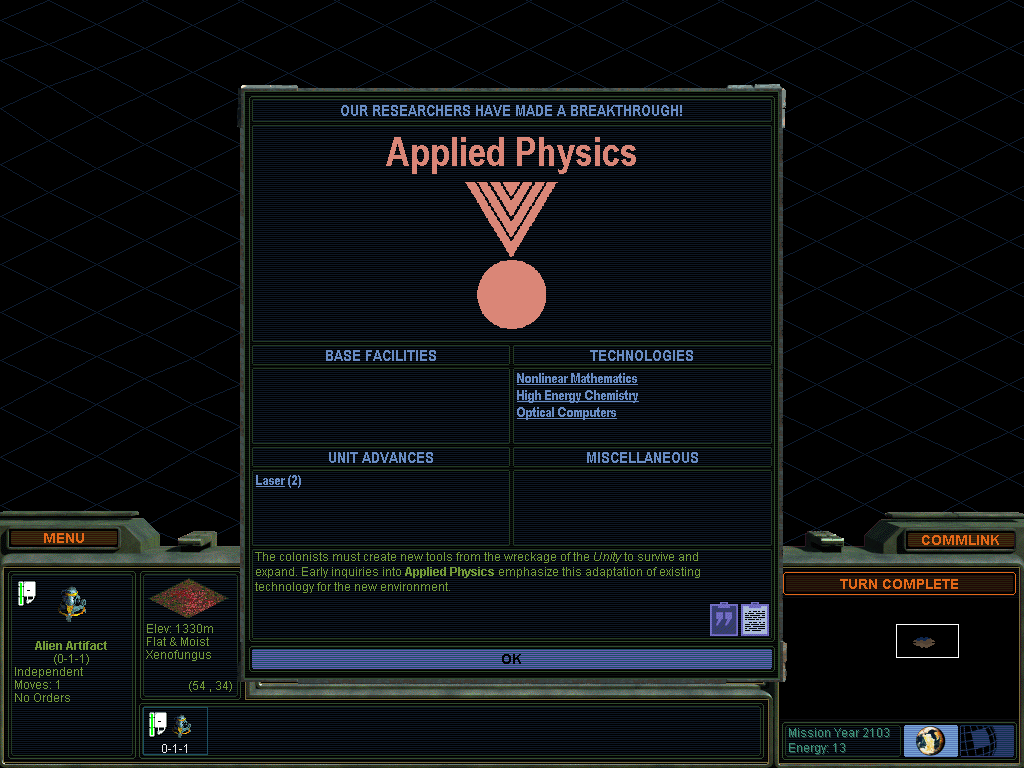 OUR RESEARCHERS HAVE MADE A BREAKTHROUGH!
Applied Physics
BASE FACILITIES
TECHNOLOGIES
Nonlinear Mathematics
High Energy Chemistry
Optical Computers
UNIT ADVANCES
MISCELLANEOUS
Laser (2)
The colonists must create new tools from the wreckage of the Unity to survive and
expand. Early inquiries into Applied Physics emphasize this adaptation of existing
technology for the new environment.
OK
MENU
COMMLINK
TURN COMPLETE
Alien Artifact
(0-1-1)
Independent
Moves: 1
No Orders
Elev: 1330m
Flat & Moist
Xenofungus
(54 , 34)
0-1-1
Mission Year 2103
Energy: 13